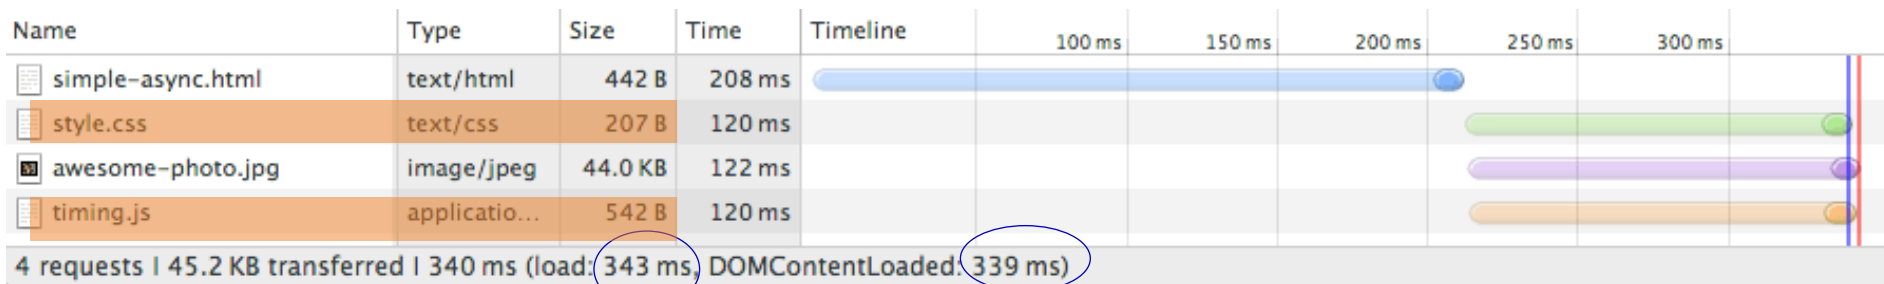 Name Type Size Time Timeline 100 ms 150 ms 200 ms 250 ms 300 ms
simple-async.html text/html 442 B 208 ms
style.css text/css 207 B 120 ms
awesome-photo.jpg image/jpeg 44.0 KB 122 ms
timing.js applicatio... 542 B 120 ms
4 requests | 45.2 KB transferred | 340 ms (load: 343 ms, DOMContentLoaded: 339 ms)